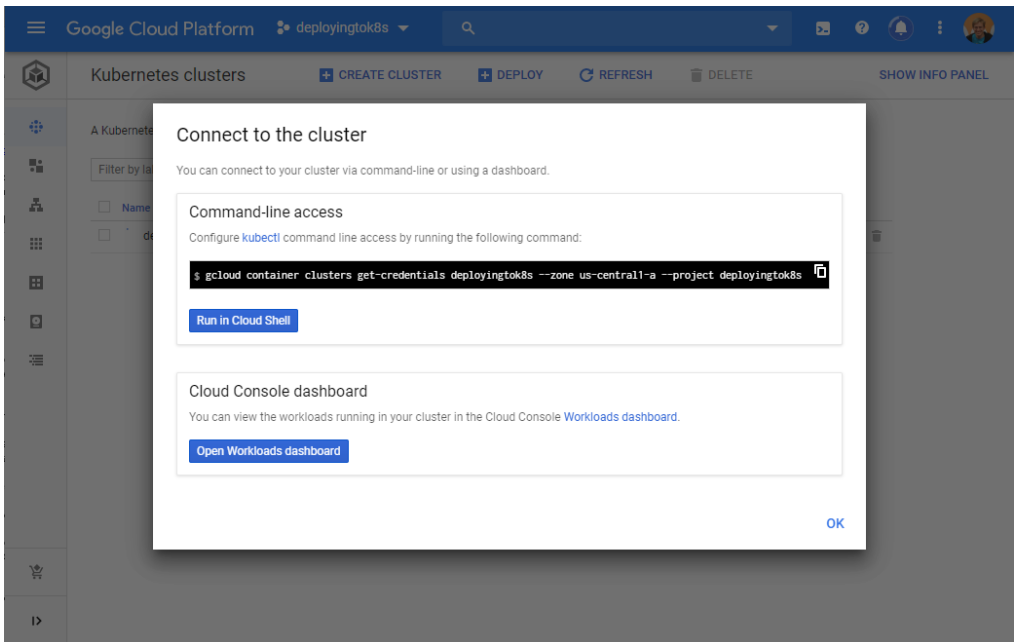 Google Cloud Platform deployingtok8s
Kubernetes clusters CREATE CLUSTER DEPLOY REFRESH DELETE SHOW INFO PANEL
A Kubernete
Filter by la
Name
de
Connect to the cluster
You can connect to your cluster via command-line or using a dashboard.
Command-line access
Configure kubectl command line access by running the following command:
$ gcloud container clusters get-credentials deployingtok8s --zone us-central1-a --project deployingtok8s
Run in Cloud Shell
Cloud Console dashboard
You can view the workloads running in your cluster in the Cloud Console Workloads dashboard.
Open Workloads dashboard
OK